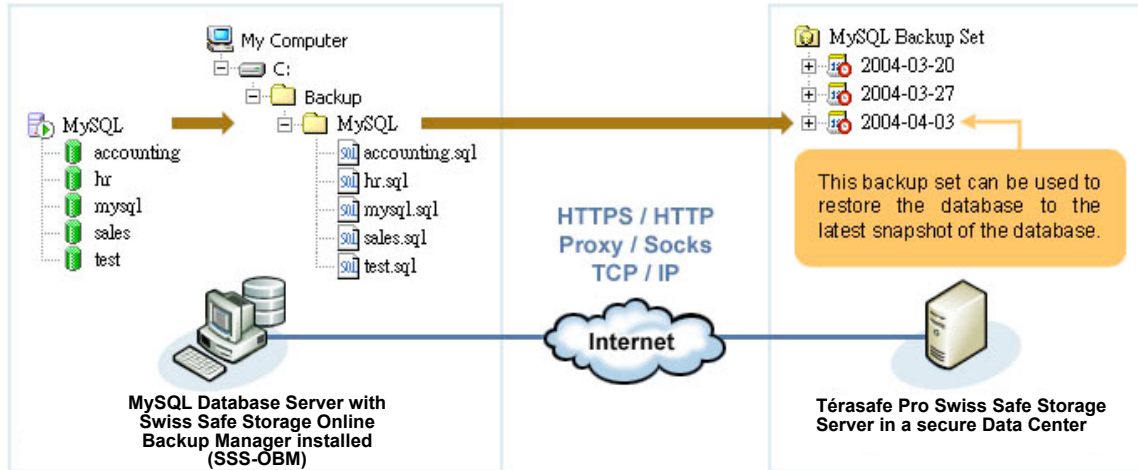 My Computer
C:
Backup
MySQL
MySQL
accounting
hr
mysql
sales
test
accounting.sql
hr.sql
mysql.sql
sales.sql
test.sql
MySQL Database Server with
Swiss Safe Storage Online
Backup Manager installed
(SSS-OBM)
HTTPS / HTTP
Proxy / Socks
TCP / IP
Internet
MySQL Backup Set
2004-03-20
2004-03-27
2004-04-03
This backup set can be used to
restore the database to the
latest snapshot of the database.
Térasafe Pro Swiss Safe Storage
Server in a secure Data Center